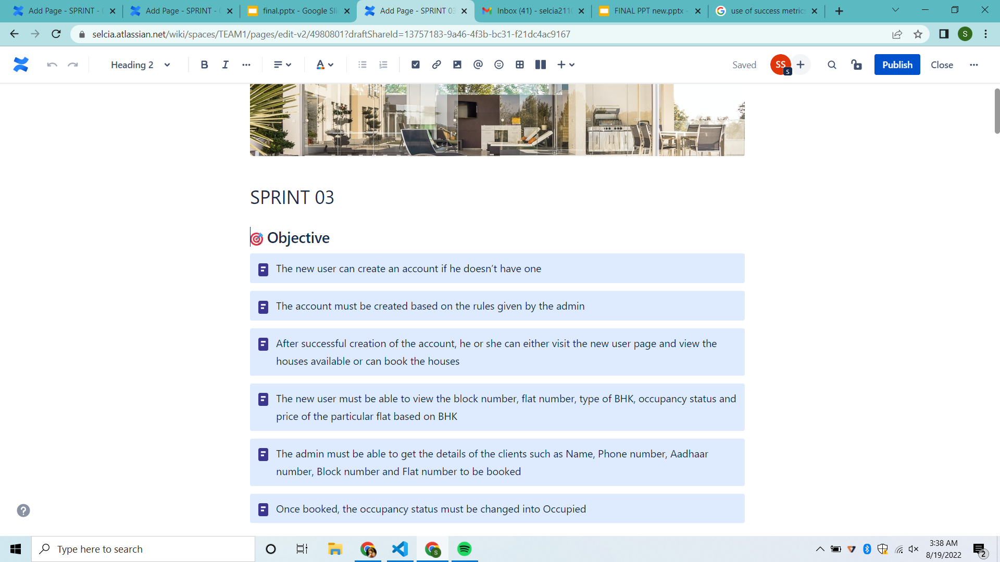 Add Page - SPRINT -
Add Page - SPRINT -
final.pptx - Google Sli
Add Page - SPRINT 03
Inbox (41) - selcia211
FINAL PPT new.pptx -
use of success metric
selcia.atlassian.net/wiki/spaces/TEAM1/pages/edit-v2/4980801?draftShareId=13757183-9a46-4f3b-bc31-f21dc4ac9167
S
Heading 2
B
I
A
@
Saved
SS
S
Publish
Close
SPRINT 03
Objective
The new user can create an account if he doesn’t have one
The account must be created based on the rules given by the admin
After successful creation of the account, he or she can either visit the new user page and view the
houses available or can book the houses
The new user must be able to view the block number, flat number, type of BHK, occupancy status and
price of the particular flat based on BHK
The admin must be able to get the details of the clients such as Name, Phone number, Aadhaar
number, Block number and Flat number to be booked
Once booked, the occupancy status must be changed into Occupied
?
Type here to search
S
3:38 AM
8/19/2022
2